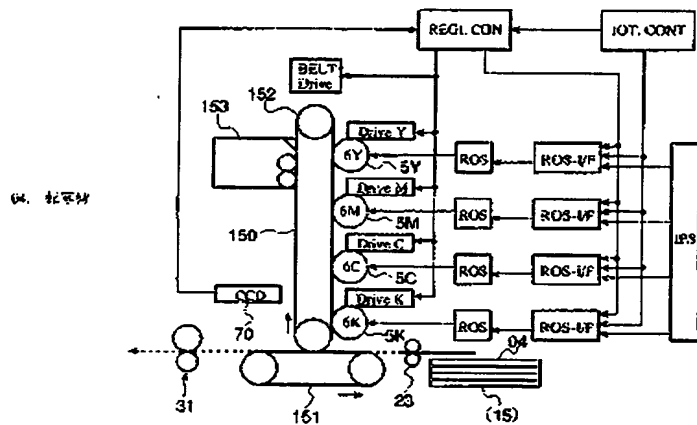 REGI. CON
IOT. CONT
BELT
Drive
152
153
Drive Y
6Y
5Y
ROS
ROS-I/F
Drive M
6M
5M
ROS
ROS-I/F
IPS
150
Drive C
6C
5C
ROS
ROS-I/F
CCD
70
Drive K
6K
5K
ROS
ROS-I/F
04
31
151
23
(15)